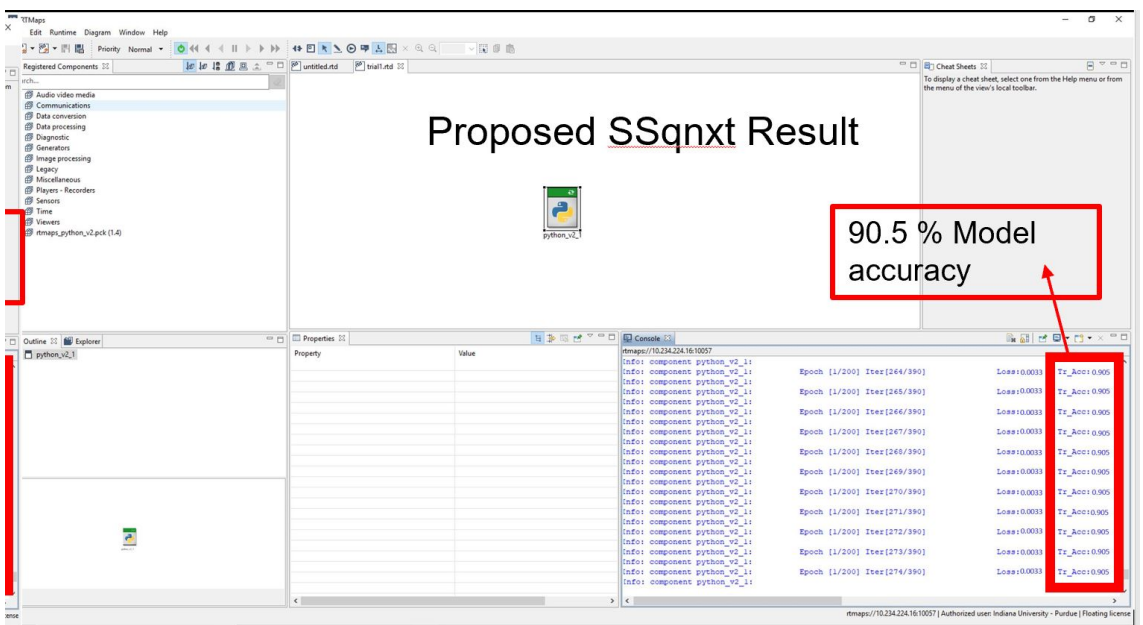 RTMaps
Edit Runtime Diagram Window Help
Priority Normal
Registered Components
untitled.rtd
trial1.rtd
Cheat Sheets
To display a cheat sheet, select one from the Help menu or from
the menu of the view's local toolbar.
Audio video media
Communications
Data conversion
Data processing
Diagnostic
Generators
Image processing
Legacy
Miscellaneous
Players - Recorders
Sensors
Time
Viewers
rtmaps_python_v2.pck (1.4)
Proposed SSqnxt Result
python_v2_1
90.5 % Model
accuracy
Outline Explorer
python_v2_1
Properties
Property Value
Console
rtmaps://10.234.224.16:10057
Info: component python_v2_1:
Epoch [1/200] Iter[264/390] Loss:0.0033 Tr_Acc:0.905
Info: component python_v2_1:
Info: component python_v2_1:
Epoch [1/200] Iter[265/390] Loss:0.0033 Tr_Acc:0.905
Info: component python_v2_1:
Info: component python_v2_1:
Epoch [1/200] Iter[266/390] Loss:0.0033 Tr_Acc:0.905
Info: component python_v2_1:
Info: component python_v2_1:
Epoch [1/200] Iter[267/390] Loss:0.0033 Tr_Acc:0.905
Info: component python_v2_1:
Info: component python_v2_1:
Epoch [1/200] Iter[268/390] Loss:0.0033 Tr_Acc:0.905
Info: component python_v2_1:
Info: component python_v2_1:
Epoch [1/200] Iter[269/390] Loss:0.0033 Tr_Acc:0.905
Info: component python_v2_1:
Info: component python_v2_1:
Epoch [1/200] Iter[270/390] Loss:0.0033 Tr_Acc:0.905
Info: component python_v2_1:
Info: component python_v2_1:
Epoch [1/200] Iter[271/390] Loss:0.0033 Tr_Acc:0.905
Info: component python_v2_1:
Info: component python_v2_1:
Epoch [1/200] Iter[272/390] Loss:0.0033 Tr_Acc:0.905
Info: component python_v2_1:
Info: component python_v2_1:
Epoch [1/200] Iter[273/390] Loss:0.0033 Tr_Acc:0.905
Info: component python_v2_1:
Info: component python_v2_1:
Epoch [1/200] Iter[274/390] Loss:0.0033 Tr_Acc:0.905
Info: component python_v2_1:
rtmaps://10.234.224.16:10057 | Authorized user: Indiana University - Purdue | Floating license